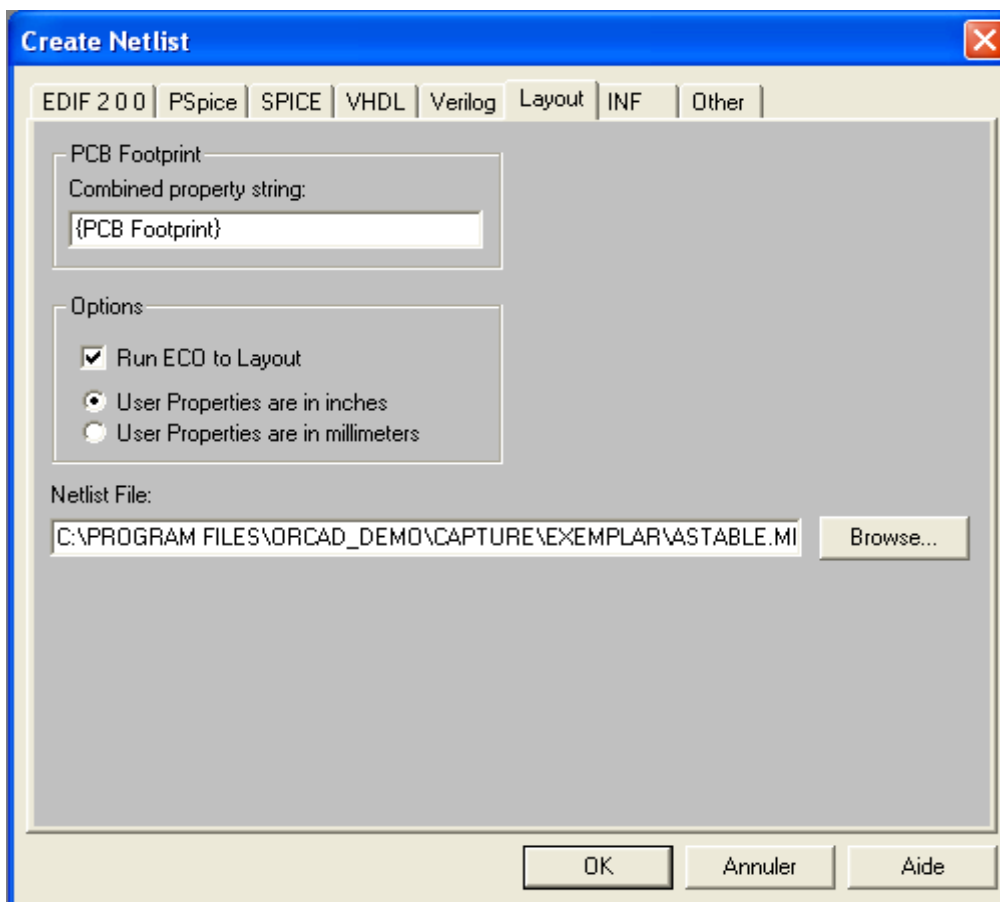 Create Netlist
EDIF 2 0 0 PSpice SPICE VHDL Verilog Layout INF Other
PCB Footprint
Combined property string:
{PCB Footprint}
Options
Run ECO to Layout
User Properties are in inches
User Properties are in millimeters
Netlist File:
C:\PROGRAM FILES\ORCAD_DEMO\CAPTURE\EXEMPLAR\ASTABLE.MI Browse...
OK Annuler Aide